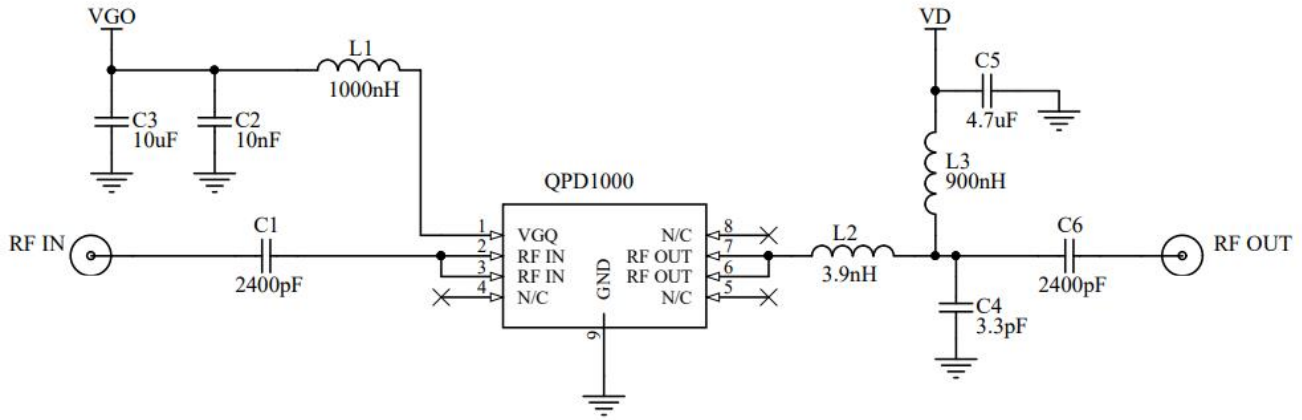 VGO
L1
1000nH
C3
10uF
C2
10nF
VD
C5
4.7uF
L3
900nH
QPD1000
RF IN
C1
2400pF
1 VGQ
2 RF IN
3 RF IN
4 N/C
GND
9
N/C 8
RF OUT 7
RF OUT 6
N/C 5
L2
3.9nH
C4
3.3pF
C6
2400pF
RF OUT